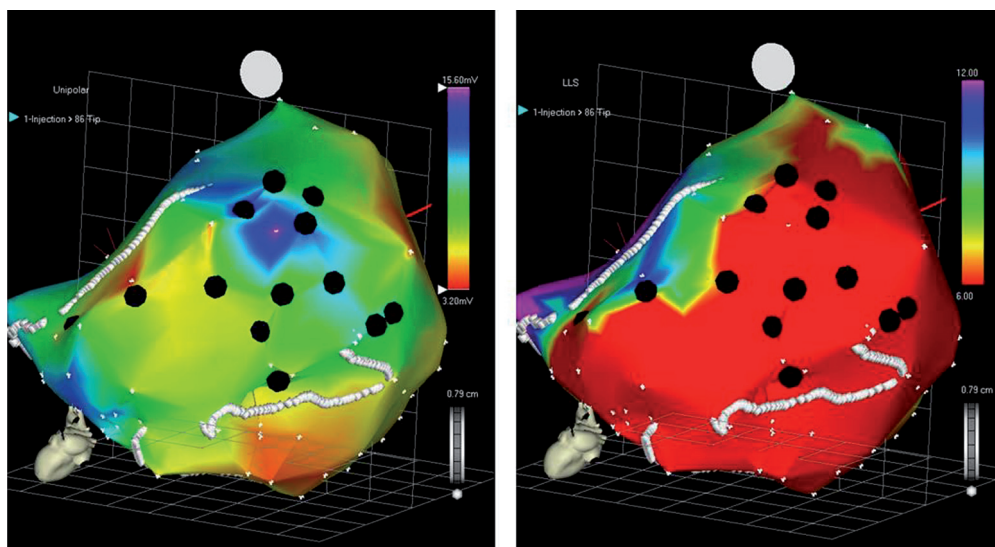 Unipolar
1-Injection > 86 Tip
15.60mV
3.20mV
0.79 cm
LLS
1-Injection > 86 Tip
12.00
6.00
0.79 cm